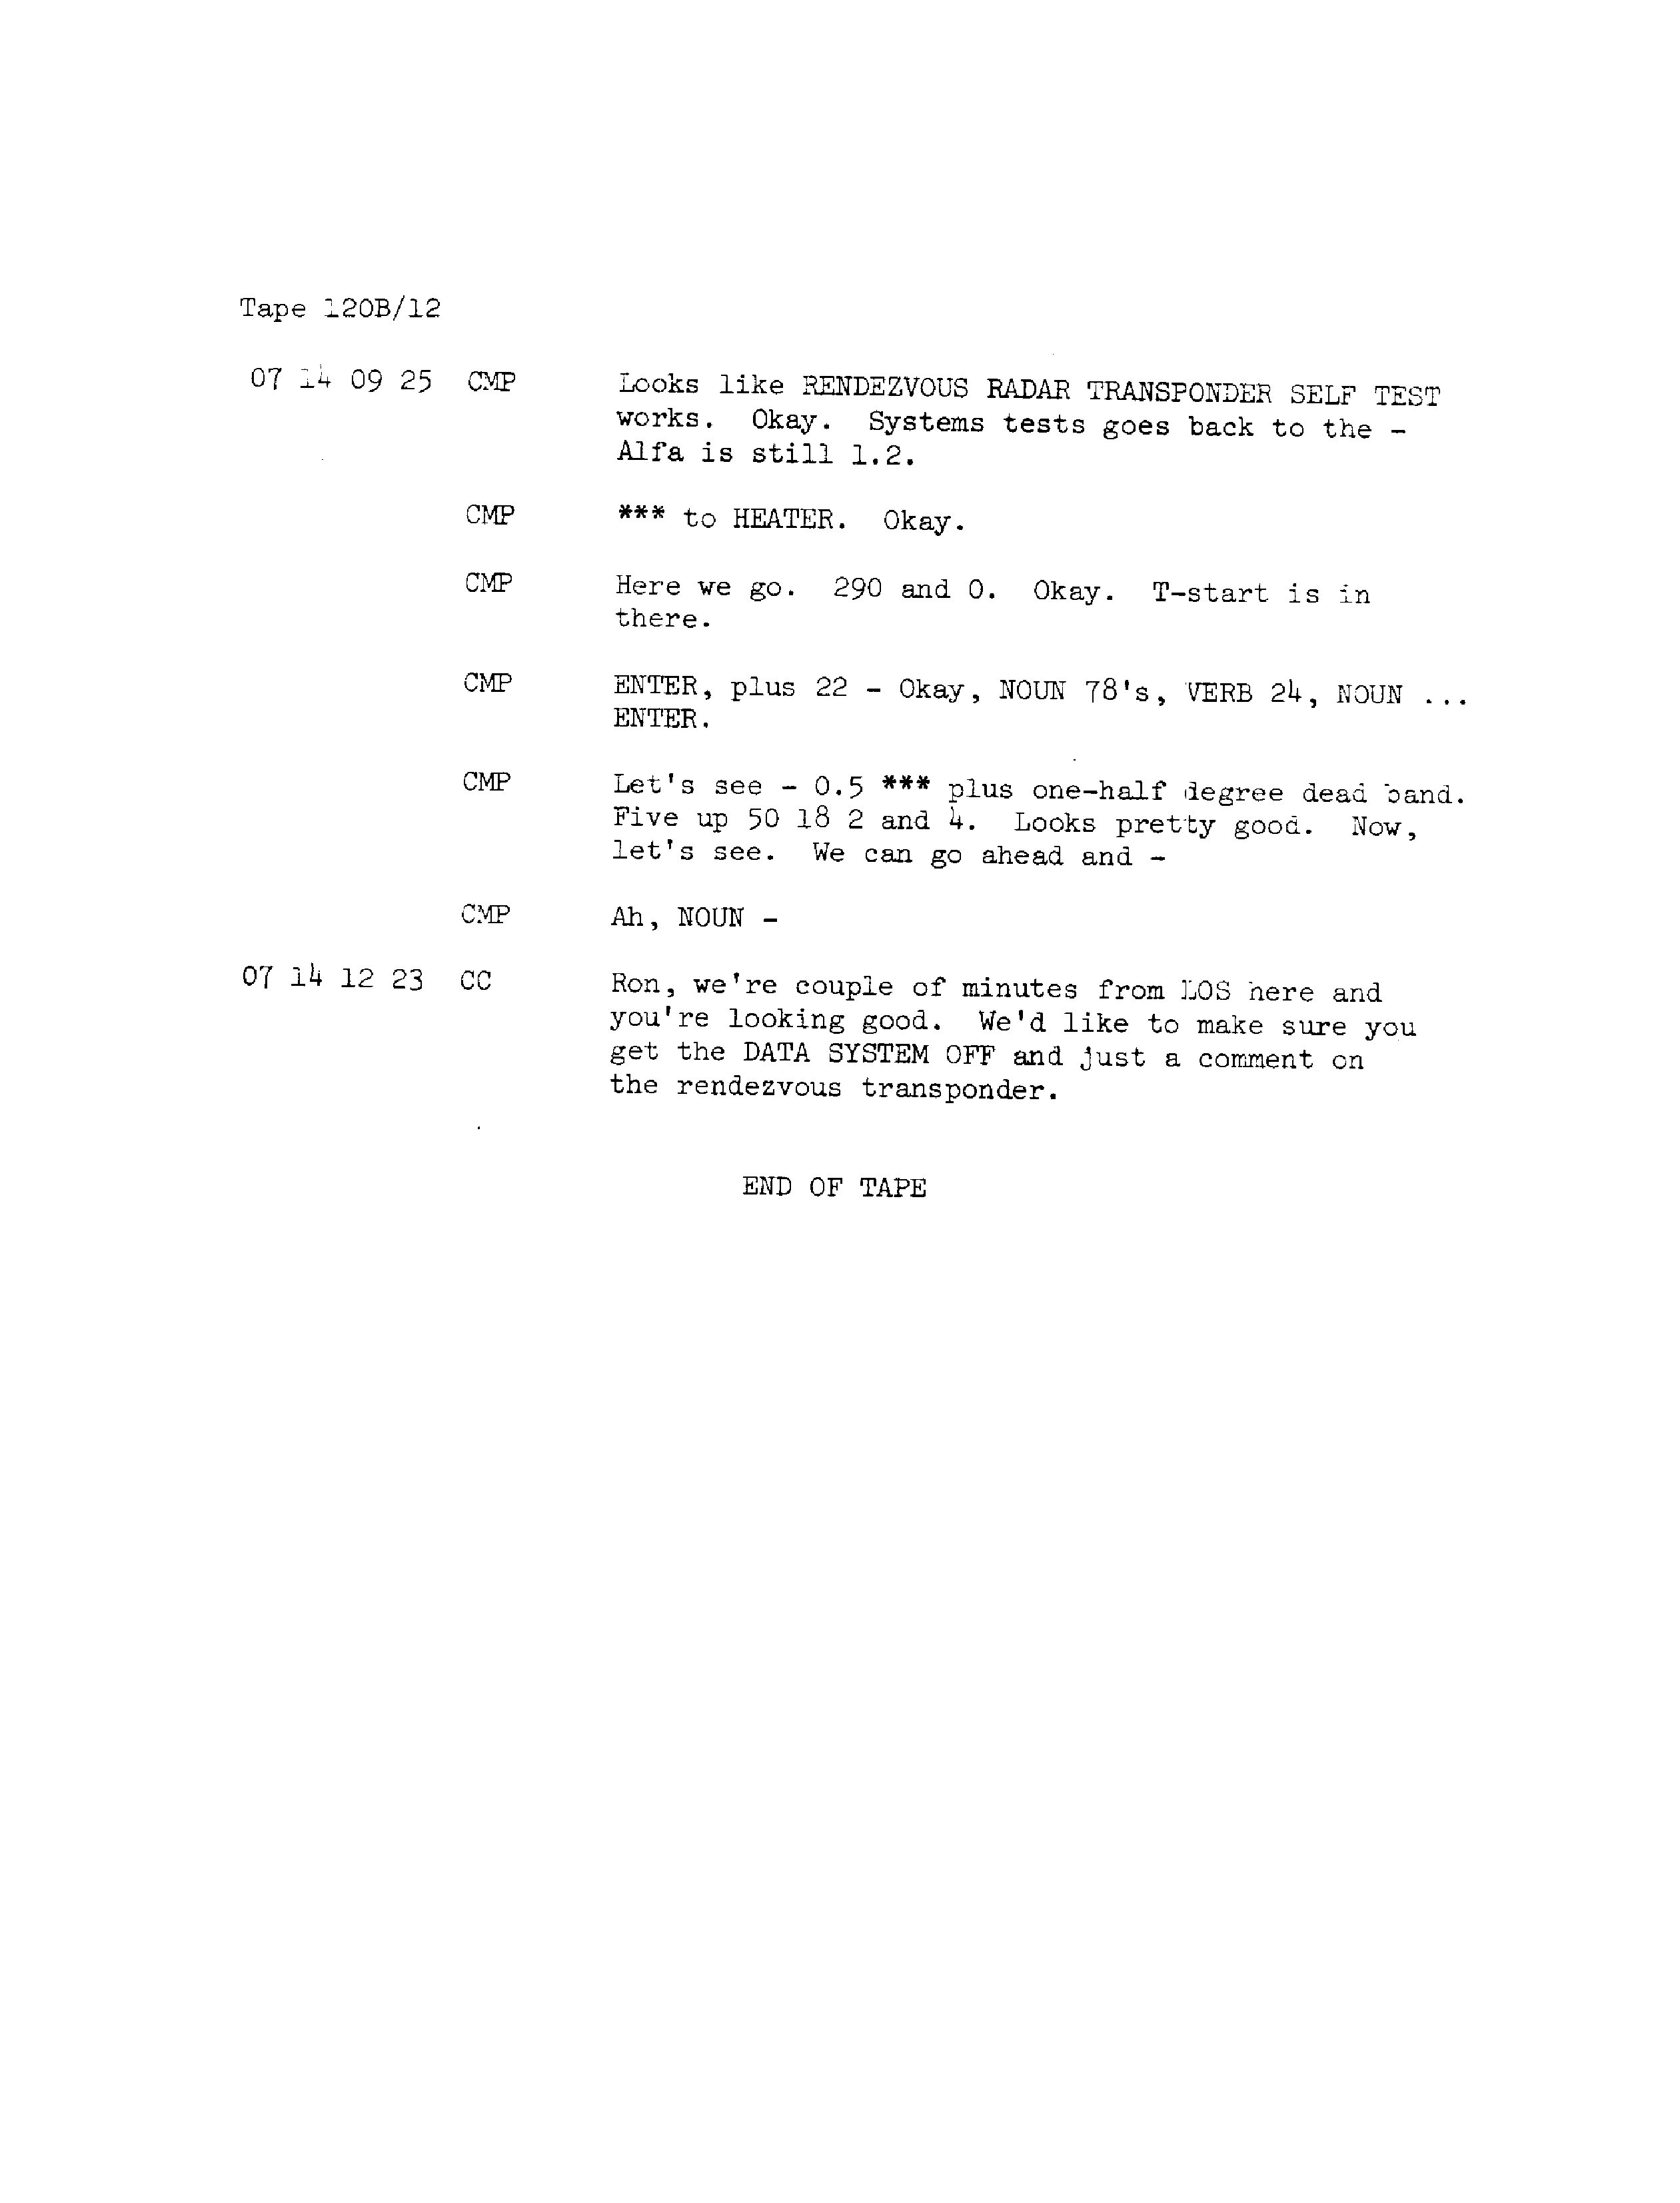 Tape 120B/12
07 14 09 25 CMP Looks like RENDEZVOUS RADAR TRANSPONDER SELF TEST
works. Okay. Systems tests goes back to the -
Alfa is still 1.2.
CMP *** to HEATER. Okay.
CMP Here we go. 290 and 0. Okay. T-start is in
there.
CMP ENTER, plus 22 - Okay, NOUN 78's, VERB 24, NOUN ...
ENTER.
CMP Let's see - 0.5 *** plus one-half degree dead band.
Five up 50 18 2 and 4. Looks pretty good. Now,
let's see. We can go ahead and -
CMP Ah, NOUN -
07 14 12 23 CC Ron, we're couple of minutes from LOS here and
you're looking good. We'd like to make sure you
get the DATA SYSTEM OFF and just a comment on
the rendezvous transponder.
END OF TAPE